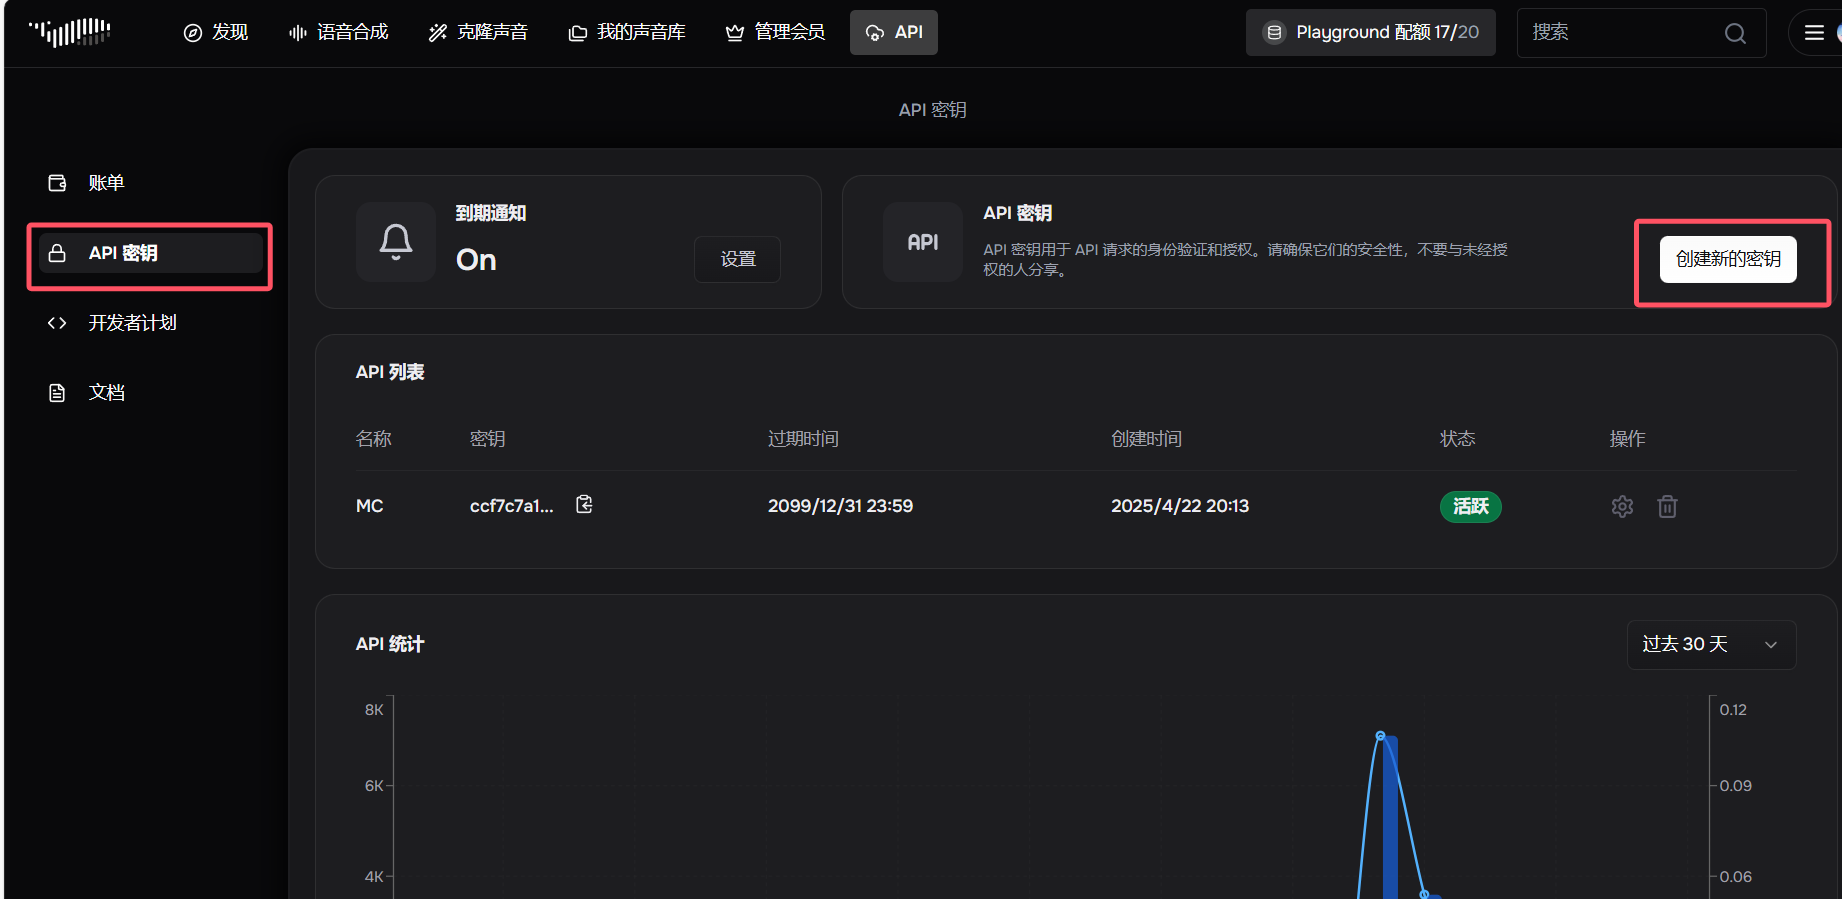 发现
语音合成
克隆声音
我的声音库
管理会员
API
Playground 配额 17/20
搜索
API 密钥
账单
API 密钥
开发者计划
文档
到期通知
On
设置
API
API 密钥
API 密钥用于 API 请求的身份验证和授权。请确保它们的安全性，不要与未经授
权的人分享。
创建新的密钥
API 列表
名称 密钥 过期时间 创建时间 状态 操作
MC ccf7c7a1... 2099/12/31 23:59 2025/4/22 20:13 活跃
API 统计
过去 30 天
8K
6K
4K
0.12
0.09
0.06